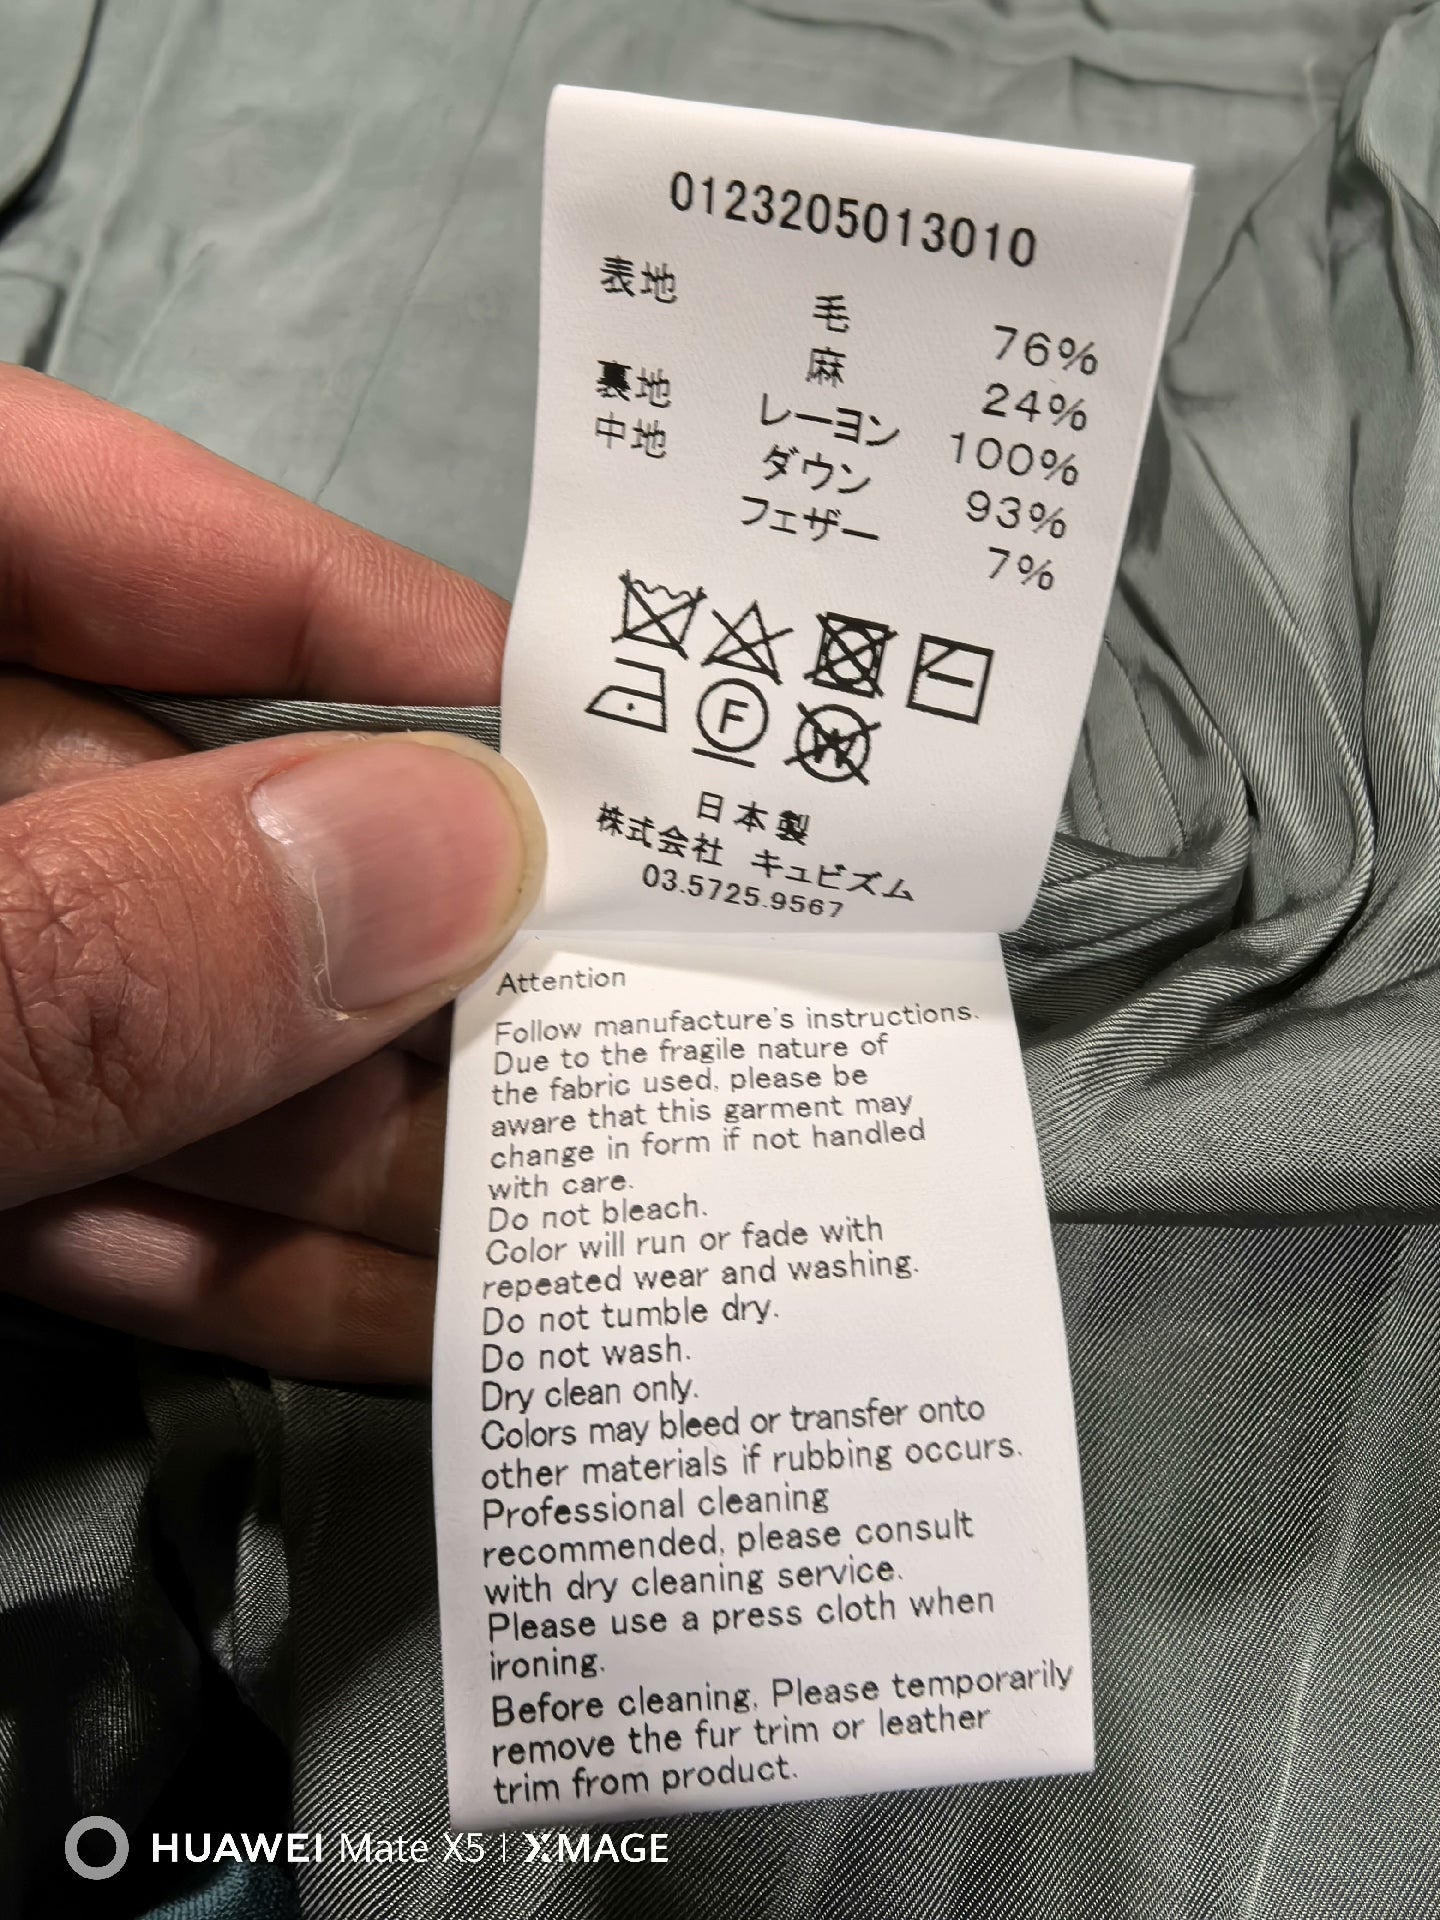 0123205013010
表地 毛 76%
麻 24%
裏地 レーヨン 100%
中地 ダウン 93%
フェザー 7%
F
W
日本製
株式会社 キュビズム
03.5725.9567
Attention
Follow manufacture's instructions.
Due to the fragile nature of
the fabric used, please be
aware that this garment may
change in form if not handled
with care.
Do not bleach.
Color will run or fade with
repeated wear and washing.
Do not tumble dry.
Do not wash.
Dry clean only.
Colors may bleed or transfer onto
other materials if rubbing occurs.
Professional cleaning
recommended, please consult
with dry cleaning service.
Please use a press cloth when
ironing.
Before cleaning, Please temporarily
remove the fur trim or leather
trim from product.
HUAWEI Mate X5 | XMAGE